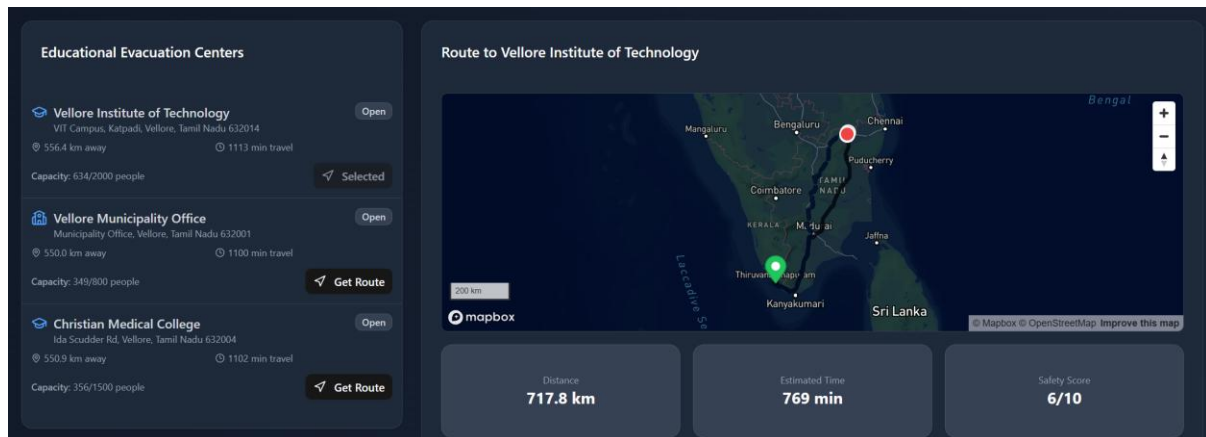 Educational Evacuation Centers
Vellore Institute of Technology
Open
VIT Campus, Katpadi, Vellore, Tamil Nadu 632014
556.4 km away
1113 min travel
Capacity: 634/2000 people
Selected
Vellore Municipality Office
Open
Municipality Office, Vellore, Tamil Nadu 632001
550.0 km away
1100 min travel
Capacity: 349/800 people
Get Route
Christian Medical College
Open
Ida Scudder Rd, Vellore, Tamil Nadu 632004
550.9 km away
1102 min travel
Capacity: 356/1500 people
Get Route
Route to Vellore Institute of Technology
Bengal
Mangaluru
Bengaluru
Chennai
Puducherry
Coimbatore
TAMIL
NADU
KERALA
Madurai
Jaffna
Laccadive Se
Kanyakumari
Sri Lanka
200 km
mapbox
© Mapbox © OpenStreetMap Improve this map
Distance
717.8 km
Estimated Time
769 min
Safety Score
6/10